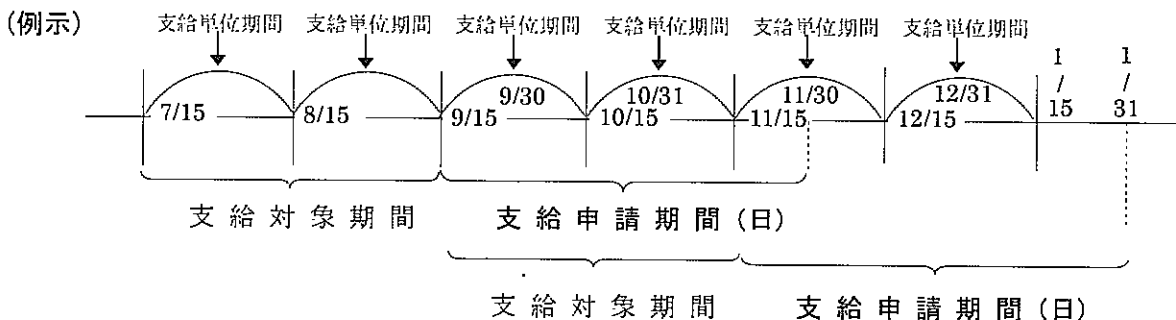 (例示)
支給単位期間 支給単位期間 支給単位期間 支給単位期間 支給単位期間 支給単位期間
1 1
9/30 10/31 11/30 12/31 / /
7/15 8/15 9/15 10/15 11/15 12/15 15 31
支給対象期間 支給申請期間(日)
支給対象期間 支給申請期間(日)